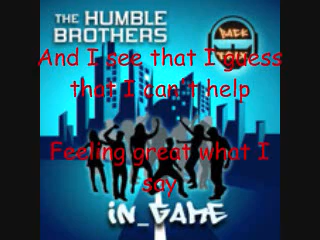 THE HUMBLE
BROTHERS
And I see that I guess
that I can't help
Feeling great what I
say
iN_GAME